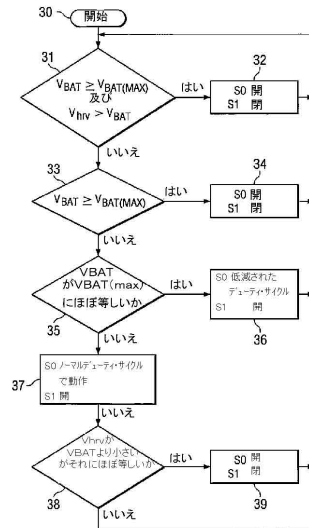 30
開始
31
V_BAT ≥ V_BAT(MAX)
及び
V_hrv > V_BAT
はい
32
S0 開
S1 閉
いいえ
33
V_BAT ≥ V_BAT(MAX)
はい
34
S0 開
S1 閉
いいえ
VBAT
がVBAT(max)
にほぼ等しいか
35
はい
S0 低減された
デューティ・サイクル
S1 開
36
いいえ
37
S0 ノーマルデューティ・サイクル
で動作
S1 開
いいえ
Vhrvが
VBATより小さい
がそれにほぼ等しいか
38
はい
S0 開
S1 閉
39
いいえ